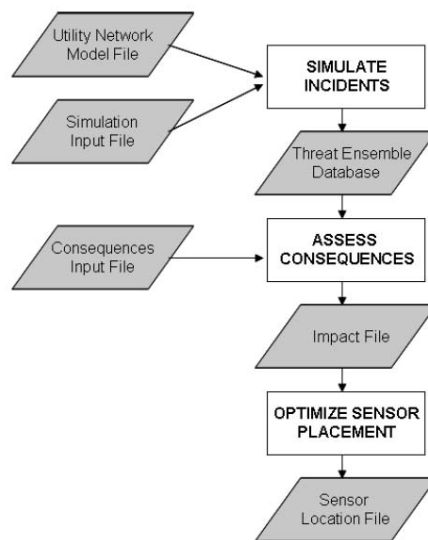 Utility Network
Model File
SIMULATE
INCIDENTS
Simulation
Input File
Threat Ensemble
Database
Consequences
Input File
ASSESS
CONSEQUENCES
Impact File
OPTIMIZE SENSOR
PLACEMENT
Sensor
Location File